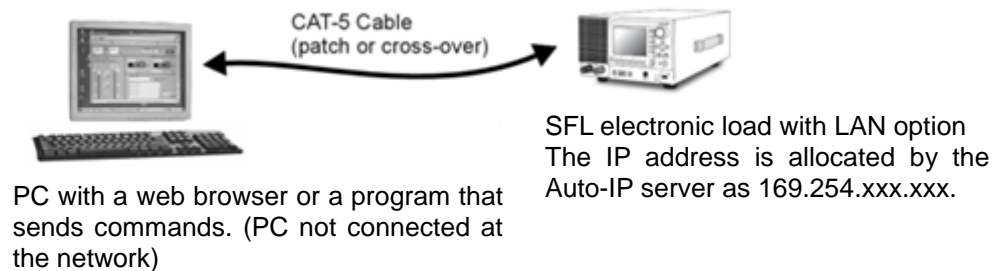 CAT-5 Cable
(patch or cross-over)
SFL electronic load with LAN option
The IP address is allocated by the
Auto-IP server as 169.254.xxx.xxx.
PC with a web browser or a program that
sends commands. (PC not connected at
the network)